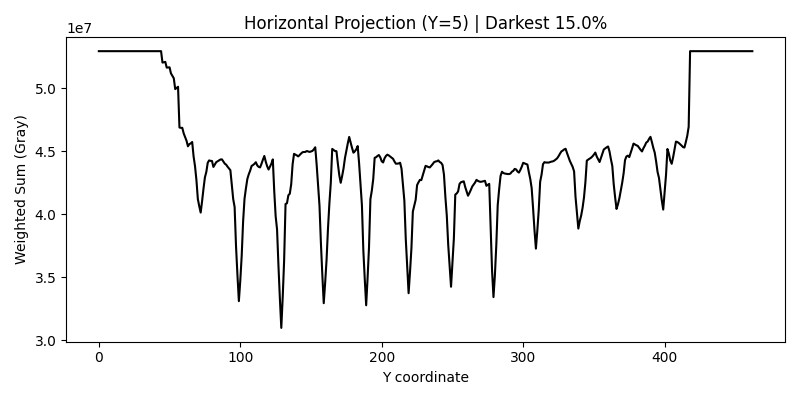 Horizontal Projection (Y=5) | Darkest 15.0%
1e7
5.0
4.5
4.0
3.5
3.0
Weighted Sum (Gray)
0 100 200 300 400
Y coordinate